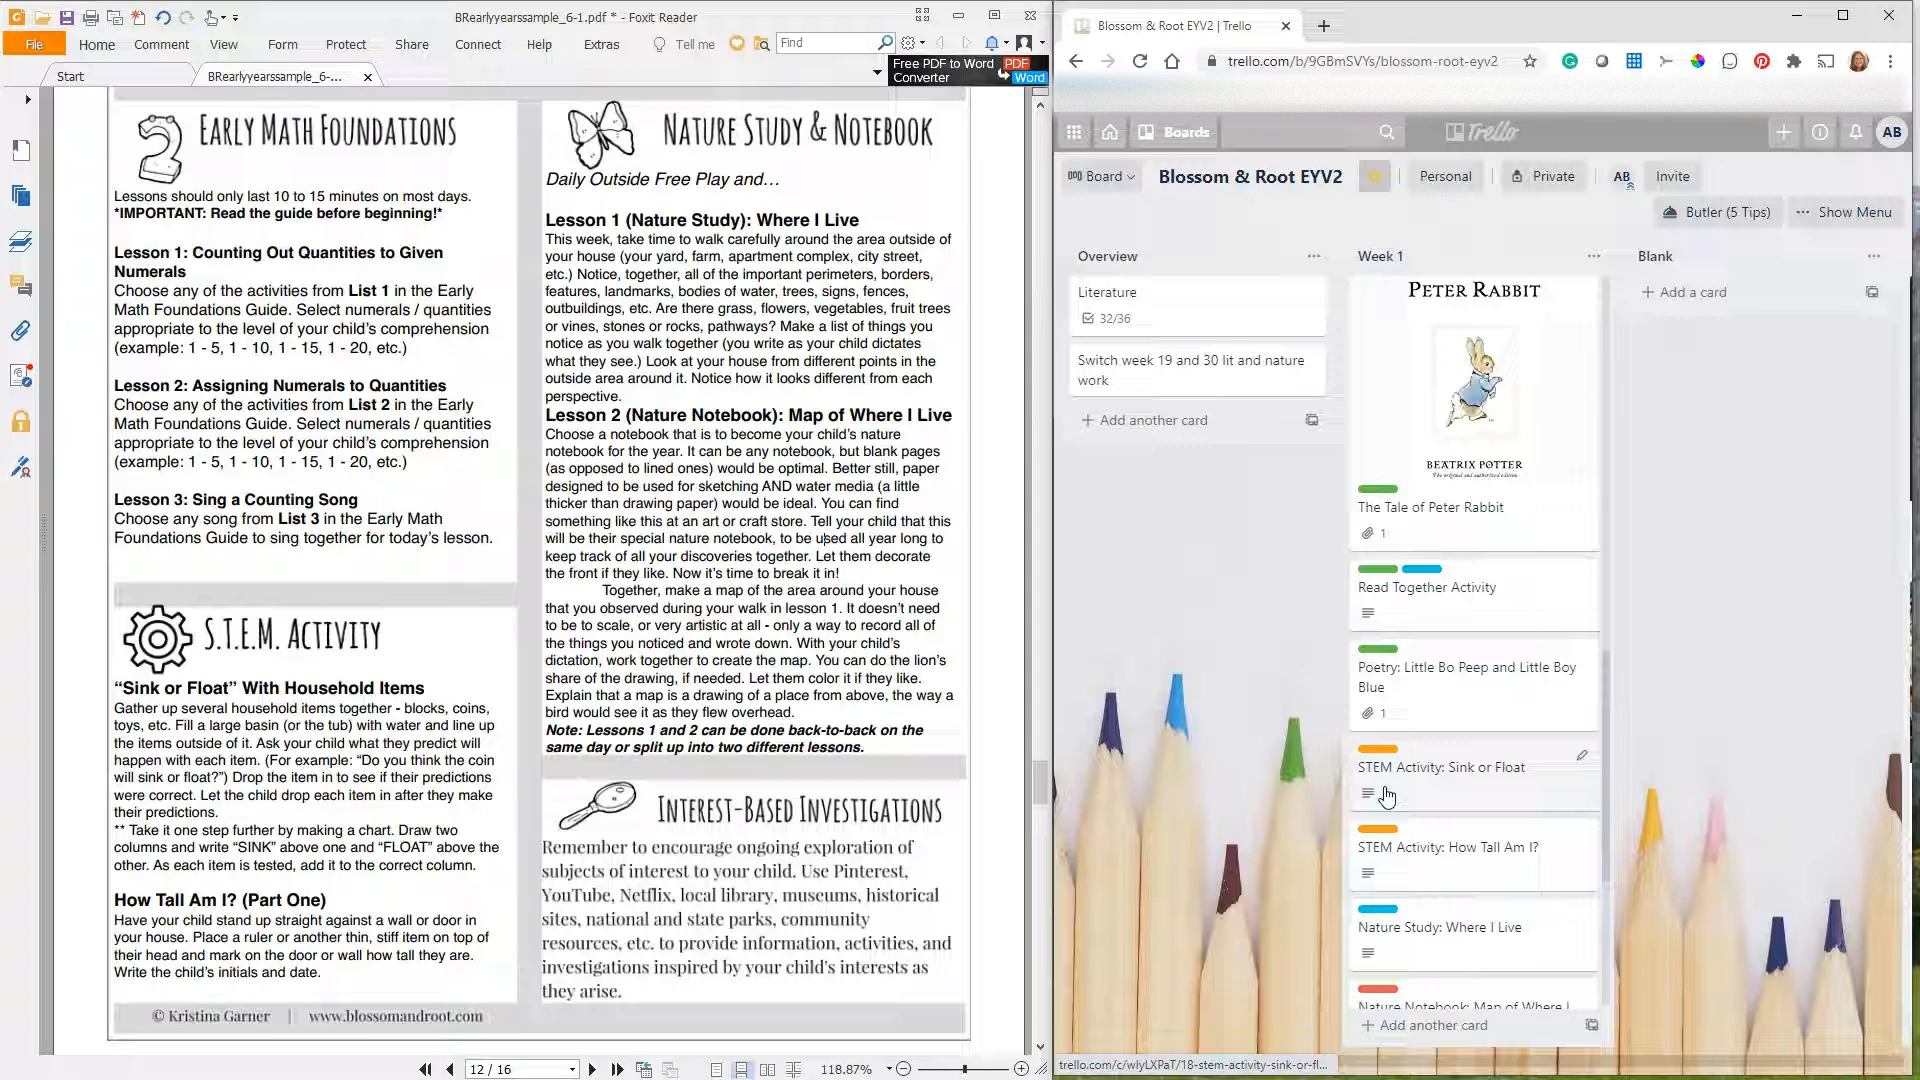 BRearlyyearssample_6-1.pdf * - Foxit Reader
File Home Comment View Form Protect Share Connect Help Extras Tell me Find
Start
BRearlyyearssample_6-...
Free PDF to Word
Converter
PDF
Word
2
EARLY MATH FOUNDATIONS
Lessons should only last 10 to 15 minutes on most days.
*IMPORTANT: Read the guide before beginning!*
Lesson 1: Counting Out Quantities to Given
Numerals
Choose any of the activities from List 1 in the Early
Math Foundations Guide. Select numerals / quantities
appropriate to the level of your child's comprehension
(example: 1 - 5, 1 - 10, 1 - 15, 1 - 20, etc.)
Lesson 2: Assigning Numerals to Quantities
Choose any of the activities from List 2 in the Early
Math Foundations Guide. Select numerals / quantities
appropriate to the level of your child's comprehension
(example: 1 - 5, 1 - 10, 1 - 15, 1 - 20, etc.)
Lesson 3: Sing a Counting Song
Choose any song from List 3 in the Early Math
Foundations Guide to sing together for today's lesson.
S.T.E.M. ACTIVITY
“Sink or Float” With Household Items
Gather up several household items together - blocks, coins,
toys, etc. Fill a large basin (or the tub) with water and line up
the items outside of it. Ask your child what they predict will
happen with each item. (For example: “Do you think the coin
will sink or float?”) Drop the item in to see if their predictions
were correct. Let the child drop each item in after they make
their predictions.
** Take it one step further by making a chart. Draw two
columns and write “SINK” above one and “FLOAT” above the
other. As each item is tested, add it to the correct column.
How Tall Am I? (Part One)
Have your child stand up straight against a wall or door in
your house. Place a ruler or another thin, stiff item on top of
their head and mark on the door or wall how tall they are.
Write the child's initials and date.
© Kristina Garner | www.blossomandroot.com
NATURE STUDY & NOTEBOOK
Daily Outside Free Play and…
Lesson 1 (Nature Study): Where I Live
This week, take time to walk carefully around the area outside of
your house (your yard, farm, apartment complex, city street,
etc.) Notice, together, all of the important perimeters, borders,
features, landmarks, bodies of water, trees, signs, fences,
outbuildings, etc. Are there grass, flowers, vegetables, fruit trees
or vines, stones or rocks, pathways? Make a list of things you
notice as you walk together (you write as your child dictates
what they see.) Look at your house from different points in the
outside area around it. Notice how it looks different from each
perspective.
Lesson 2 (Nature Notebook): Map of Where I Live
Choose a notebook that is to become your child's nature
notebook for the year. It can be any notebook, but blank pages
(as opposed to lined ones) would be optimal. Better still, paper
designed to be used for sketching AND water media (a little
thicker than drawing paper) would be ideal. You can find
something like this at an art or craft store. Tell your child that this
will be their special nature notebook, to be used all year long to
keep track of all your discoveries together. Let them decorate
the front if they like. Now it's time to break it in!
Together, make a map of the area around your house
that you observed during your walk in lesson 1. It doesn't need
to be to scale, or very artistic at all - only a way to record all of
the things you noticed and wrote down. With your child's
dictation, work together to create the map. You can do the lion's
share of the drawing, if needed. Let them color it if they like.
Explain that a map is a drawing of a place from above, the way a
bird would see it as they flew overhead.
Note: Lessons 1 and 2 can be done back-to-back on the
same day or split up into two different lessons.
INTEREST-BASED INVESTIGATIONS
Remember to encourage ongoing exploration of
subjects of interest to your child. Use Pinterest,
YouTube, Netflix, local library, museums, historical
sites, national and state parks, community
resources, etc. to provide information, activities, and
investigations inspired by your child's interests as
they arise.
12 / 16
118.87%
Blossom & Root EYV2 | Trello
trello.com/b/9GBmSVYs/blossom-root-eyv2
Boards
Trello
AB
Board
Blossom & Root EYV2
Personal
Private
AB
Invite
Butler (5 Tips)
Show Menu
Overview
Literature
32/36
Switch week 19 and 30 lit and nature
work
Add another card
Week 1
PETER RABBIT
BEATRIX POTTER
The original and authorized edition
The Tale of Peter Rabbit
1
Read Together Activity
Poetry: Little Bo Peep and Little Boy
Blue
1
STEM Activity: Sink or Float
STEM Activity: How Tall Am I?
Nature Study: Where I Live
Nature Notebook: Map of Where I
Add another card
Blank
Add a card
trello.com/c/wlyLXPaT/18-stem-activity-sink-or-fl...